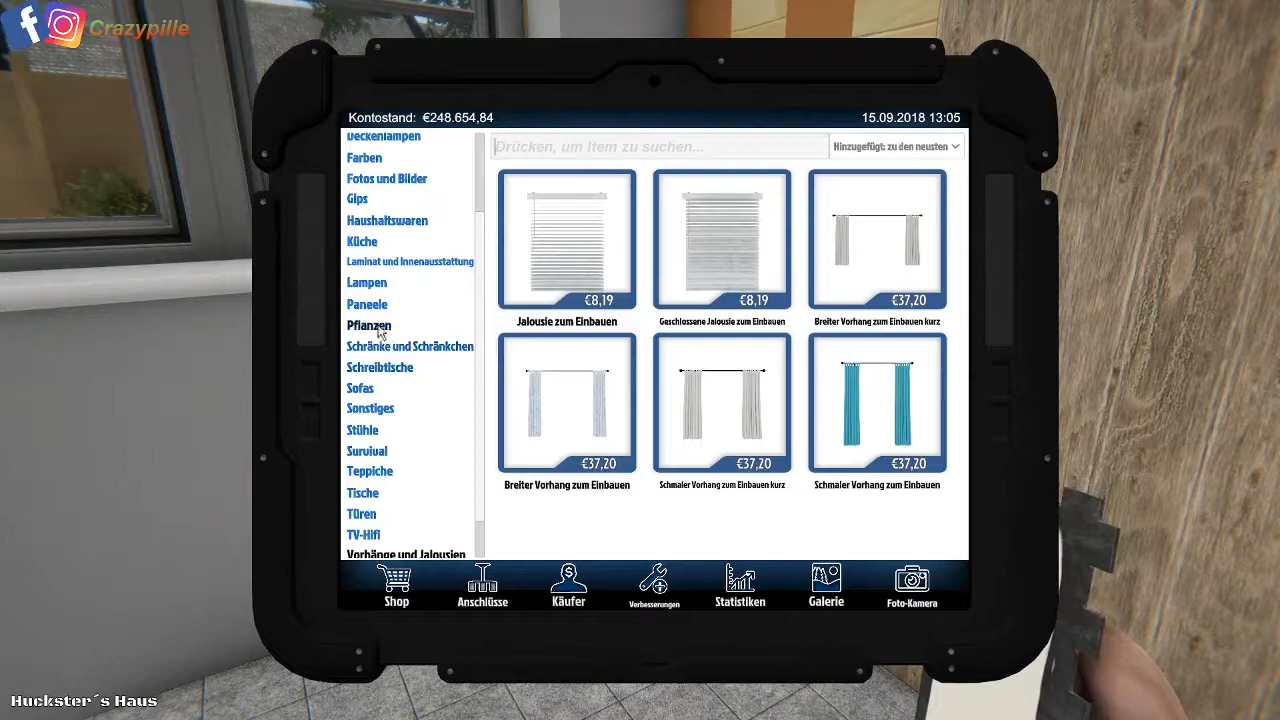 Crazypille
Kontostand: €248.654,84
15.09.2018 13:05
Deckenlampen
Farben
Fotos und Bilder
Gips
Haushaltswaren
Küche
Laminat und Innenausstattung
Lampen
Paneele
Pflanzen
Schränke und Schränkchen
Schreibtische
Sofas
Sonstiges
Stühle
Survival
Teppiche
Tische
Türen
TV-Hifi
Vorhänge und Jalousien
Drücken, um Item zu suchen...
Hinzugefügt: zu den neusten
€8,19
€8,19
€37,20
Jalousie zum Einbauen
Geschlossene Jalousie zum Einbauen
Breiter Vorhang zum Einbauen kurz
€37,20
€37,20
€37,20
Breiter Vorhang zum Einbauen
Schmaler Vorhang zum Einbauen kurz
Schmaler Vorhang zum Einbauen
Shop
Anschlüsse
Käufer
Verbesserungen
Statistiken
Galerie
Foto-Kamera
Huckster´s Haus